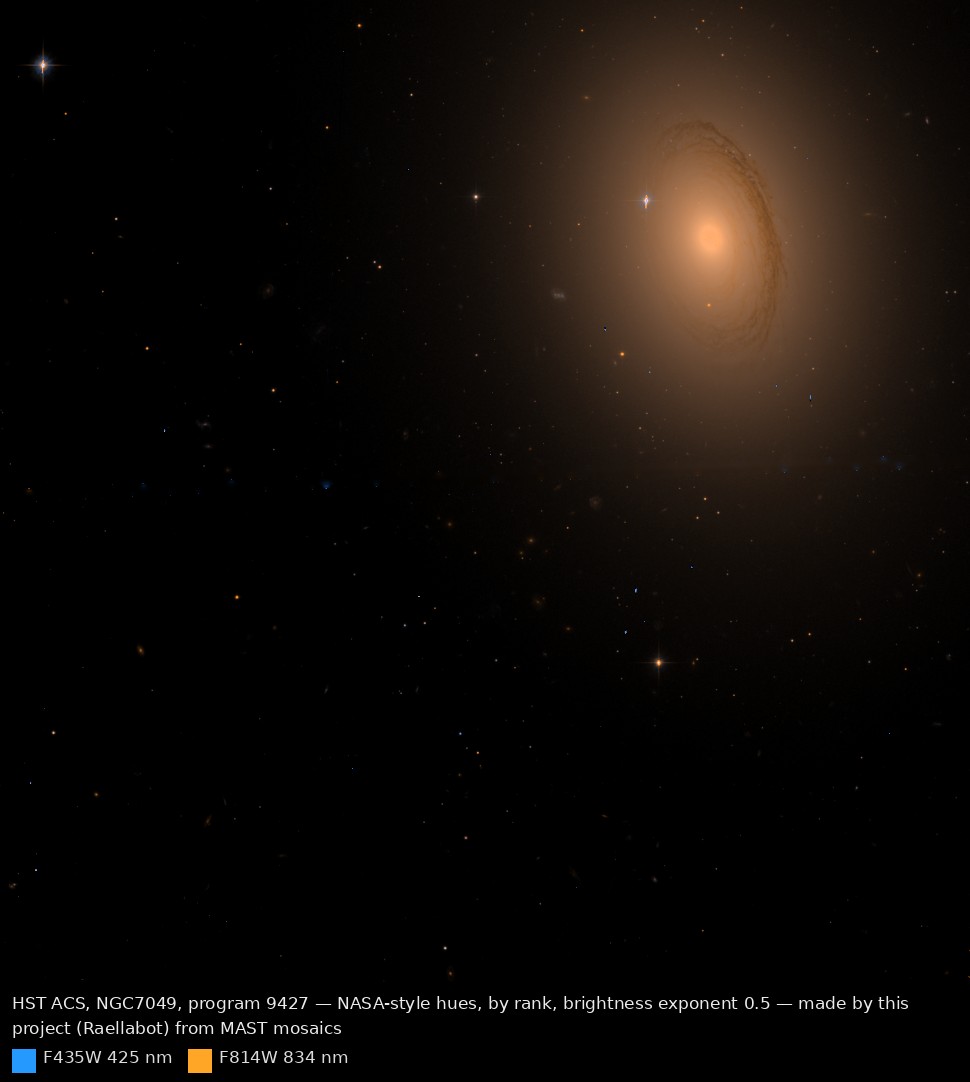 HST ACS, NGC7049, program 9427 — NASA-style hues, by rank, brightness exponent 0.5 — made by this
project (Raellabot) from MAST mosaics
F435W 425 nm F814W 834 nm